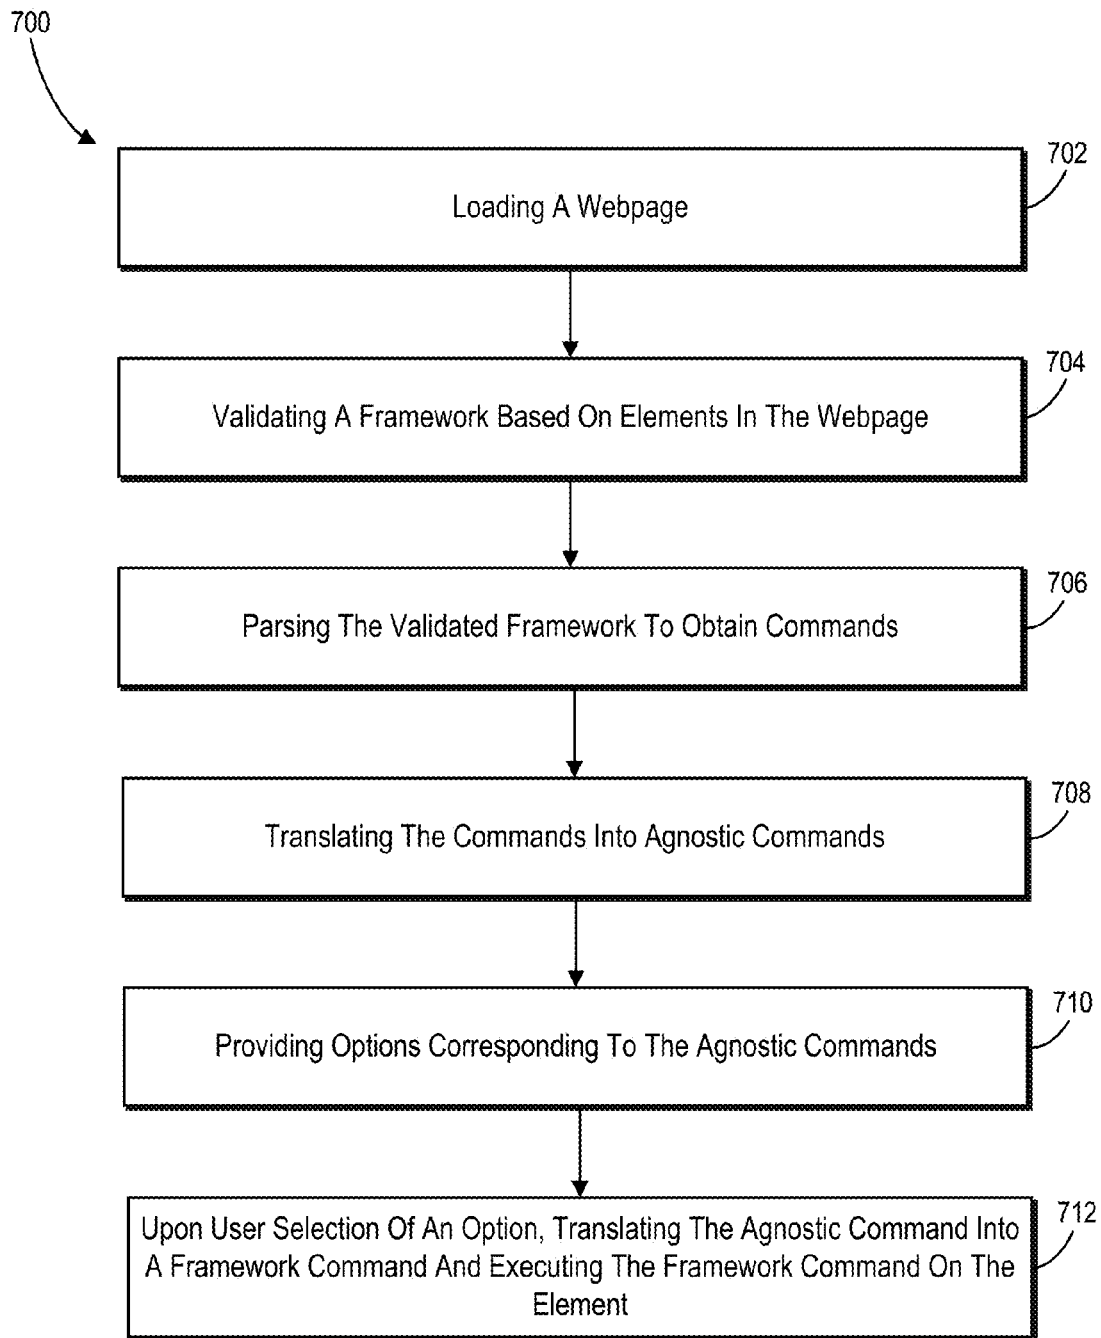 700
702
Loading A Webpage
704
Validating A Framework Based On Elements In The Webpage
706
Parsing The Validated Framework To Obtain Commands
708
Translating The Commands Into Agnostic Commands
710
Providing Options Corresponding To The Agnostic Commands
712
Upon User Selection Of An Option, Translating The Agnostic Command Into
A Framework Command And Executing The Framework Command On The
Element